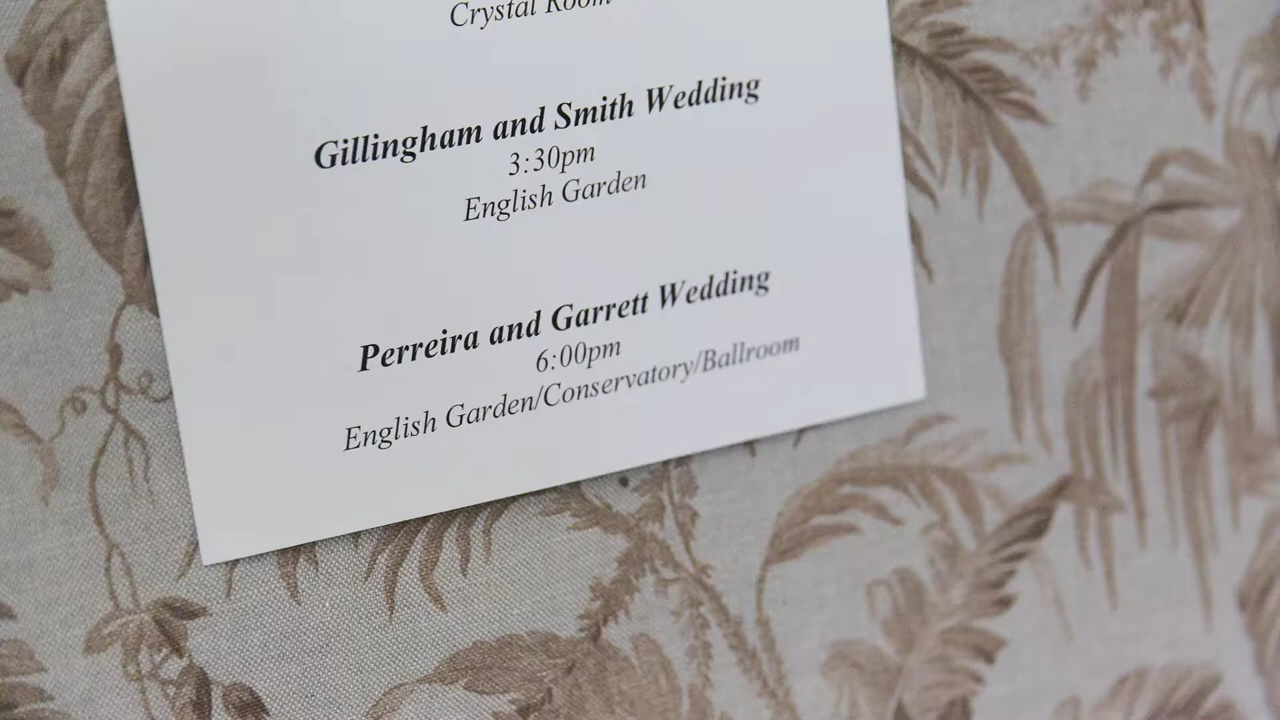 Crystal Room
Gillingham and Smith Wedding
3:30pm
English Garden
Perreira and Garrett Wedding
6:00pm
English Garden/Conservatory/Ballroom